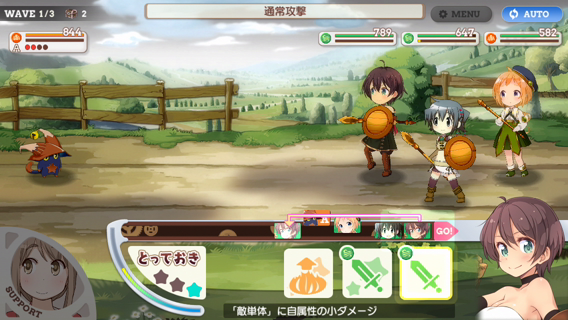 WAVE 1/3 2
通常攻撃
MENU
AUTO
844
A
789
647
582
GO!
とっておき
SUPPORT
「敵単体」に自属性の小ダメージ